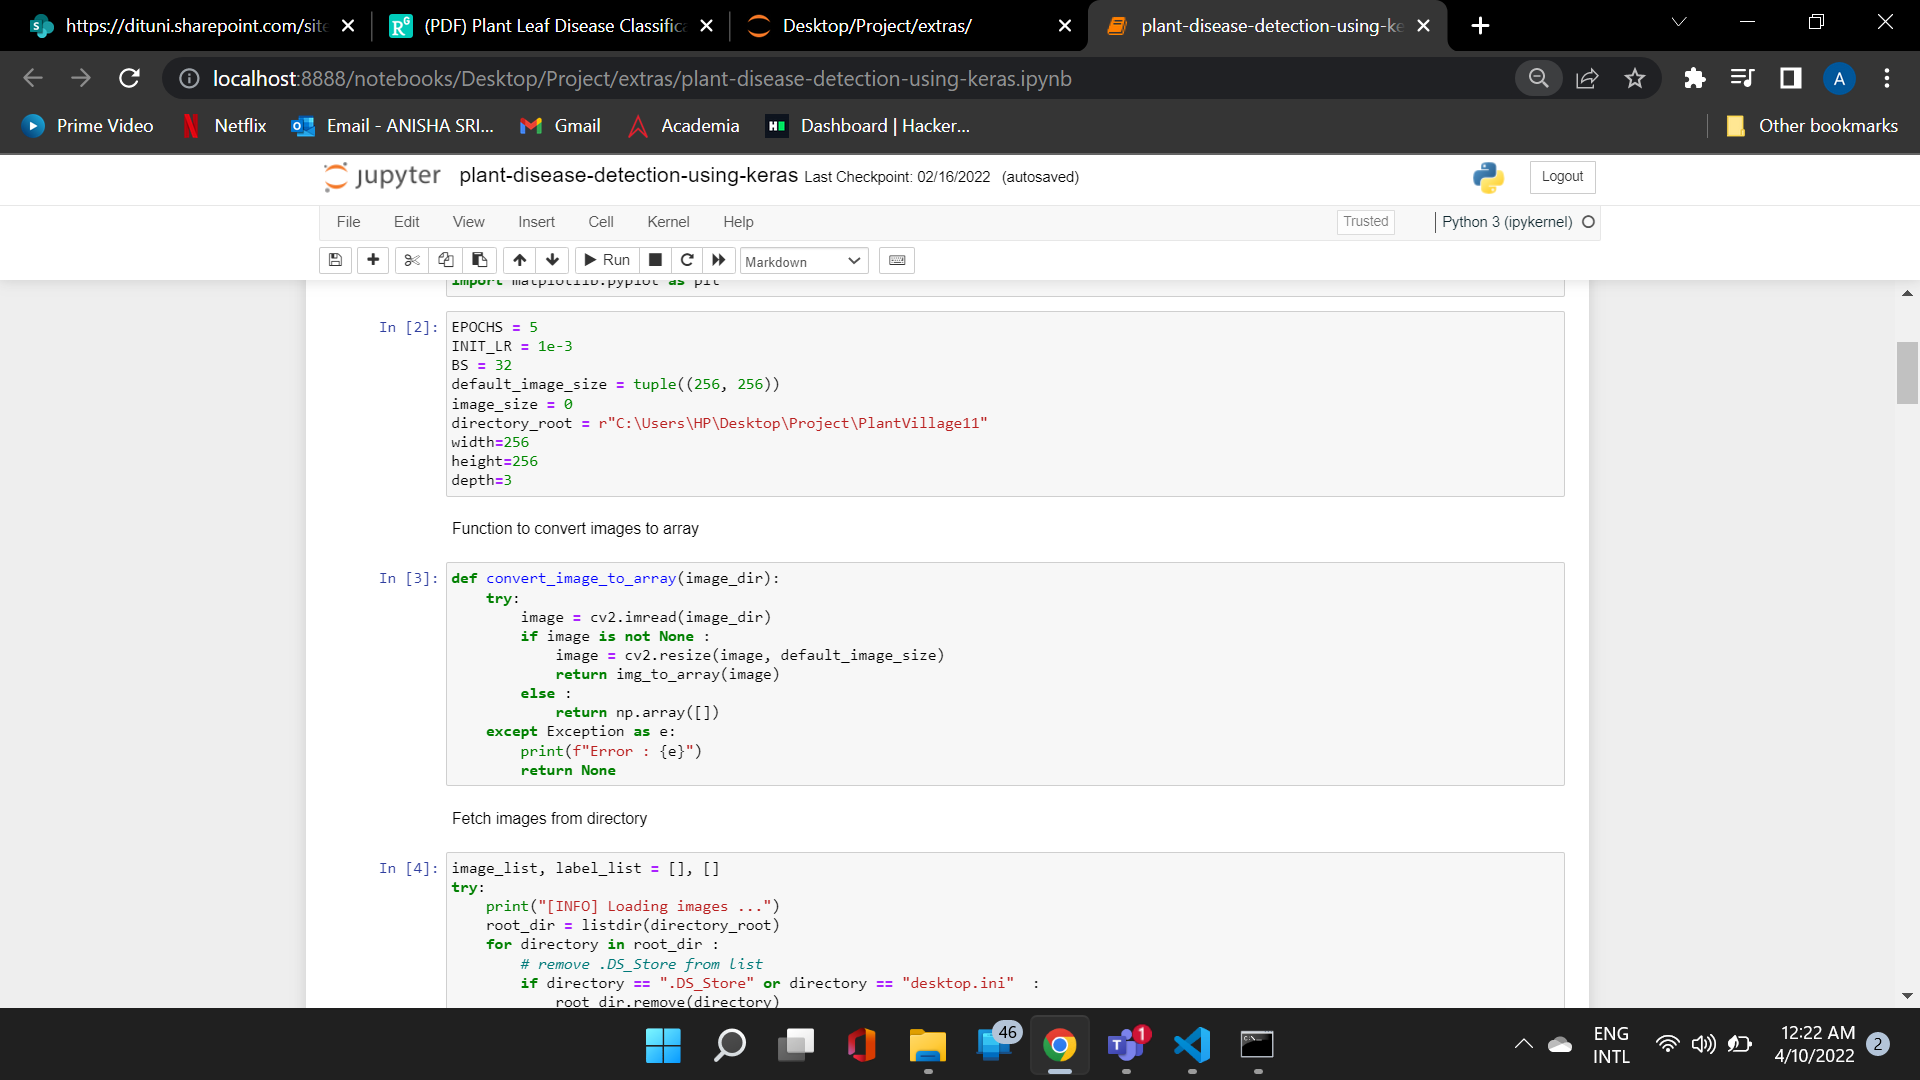 https://dituni.sharepoint.com/site
(PDF) Plant Leaf Disease Classifica
Desktop/Project/extras/
plant-disease-detection-using-ke
localhost:8888/notebooks/Desktop/Project/extras/plant-disease-detection-using-keras.ipynb
A
Prime Video
Netflix
Email - ANISHA SRI...
Gmail
Academia
Dashboard | Hacker...
Other bookmarks
jupyter plant-disease-detection-using-keras Last Checkpoint: 02/16/2022 (autosaved)
Logout
File Edit View Insert Cell Kernel Help
Trusted
Python 3 (ipykernel)
Run
Markdown
import matplotlib.pyplot as plt
In [2]: EPOCHS = 5
INIT_LR = 1e-3
BS = 32
default_image_size = tuple((256, 256))
image_size = 0
directory_root = r"C:\Users\HP\Desktop\Project\PlantVillage11"
width=256
height=256
depth=3
Function to convert images to array
In [3]: def convert_image_to_array(image_dir):
try:
image = cv2.imread(image_dir)
if image is not None :
image = cv2.resize(image, default_image_size)
return img_to_array(image)
else :
return np.array([])
except Exception as e:
print(f"Error : {e}")
return None
Fetch images from directory
In [4]: image_list, label_list = [], []
try:
print("[INFO] Loading images ...")
root_dir = listdir(directory_root)
for directory in root_dir :
# remove .DS_Store from list
if directory == ".DS_Store" or directory == "desktop.ini" :
root_dir.remove(directory)
46
1
ENG
INTL
12:22 AM
4/10/2022
2